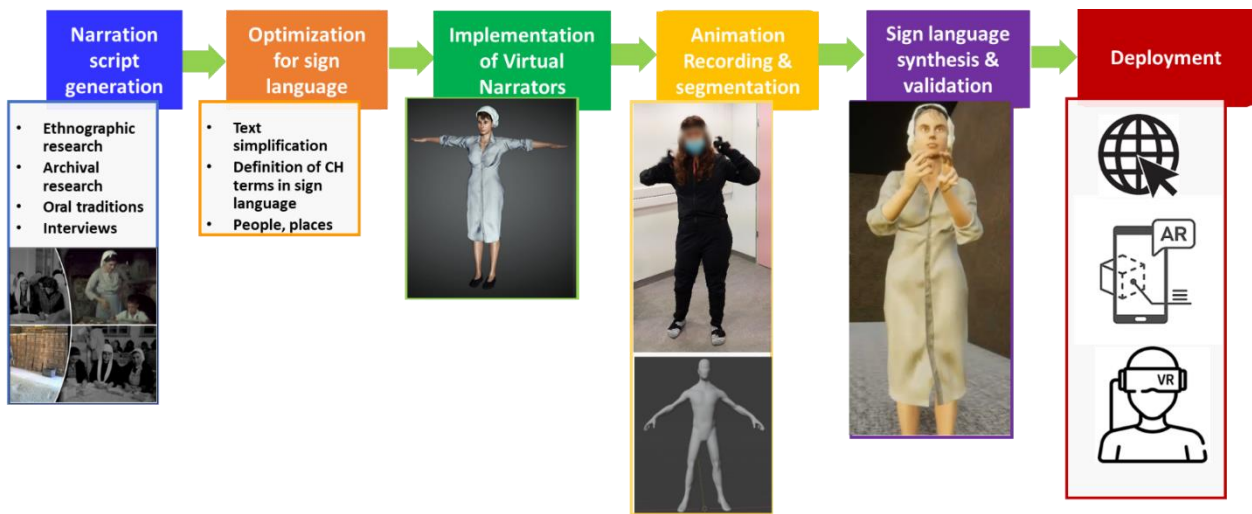 Narration
script
generation
Optimization
for sign
language
Implementation
of Virtual
Narrators
Animation
Recording &
segmentation
Sign language
synthesis &
validation
Deployment
• Ethnographic
research
• Archival
research
• Oral traditions
• Interviews
• Text
simplification
• Definition of CH
terms in sign
language
• People, places
AR
VR